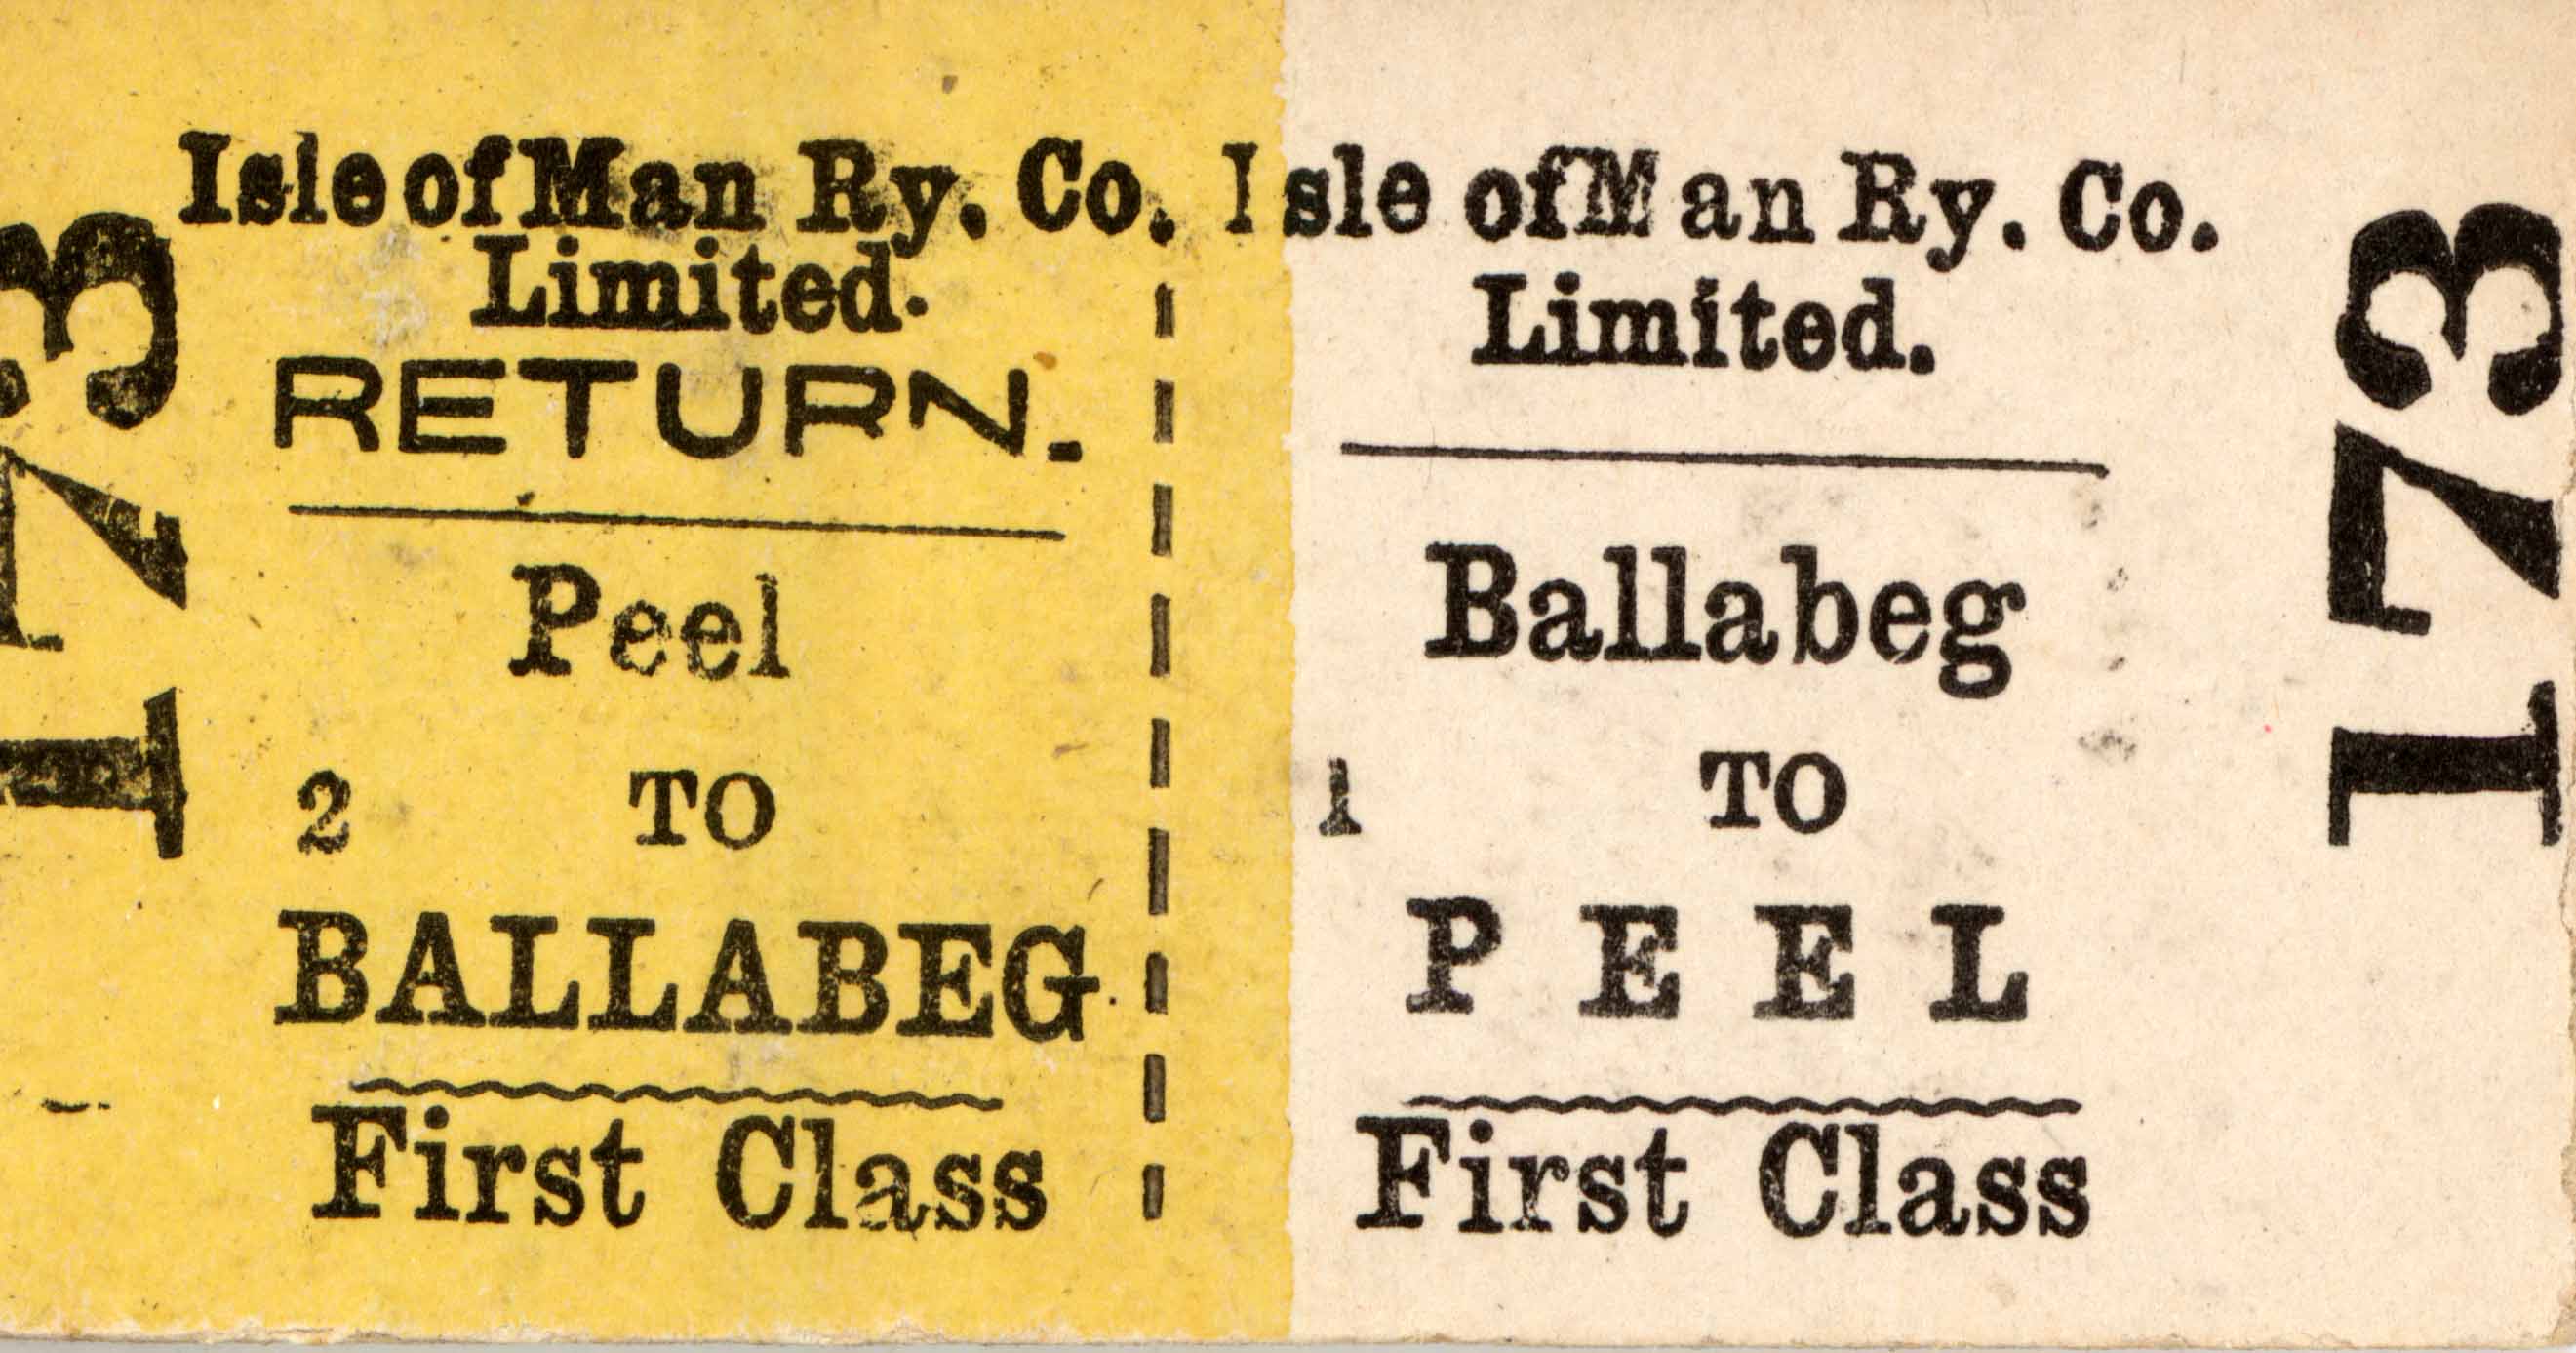 173
Isle of Man Ry. Co.
Limited.
RETURN.
Peel
2 TO
BALLABEG.
First Class
Isle of Man Ry. Co.
Limited.
Ballabeg
1 TO
PEEL
First Class
173